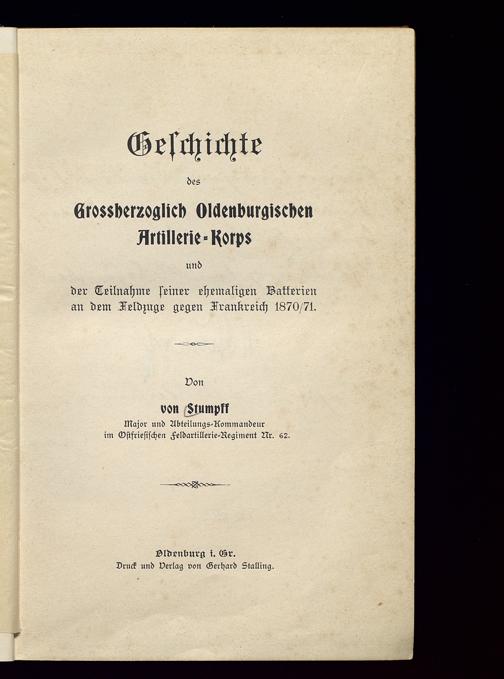 Geschichte
des
Grossherzoglich Oldenburgischen
Artillerie-Korps
und
der Teilnahme seiner ehemaligen Batterien
an dem Feldzuge gegen Frankreich 1870/71.
Von
von Stumpff
Major und Abteilungs-Kommandeur
im Ostfriesischen Feldartillerie-Regiment Nr. 62.
Oldenburg i. Gr.
Druck und Verlag von Gerhard Stalling.